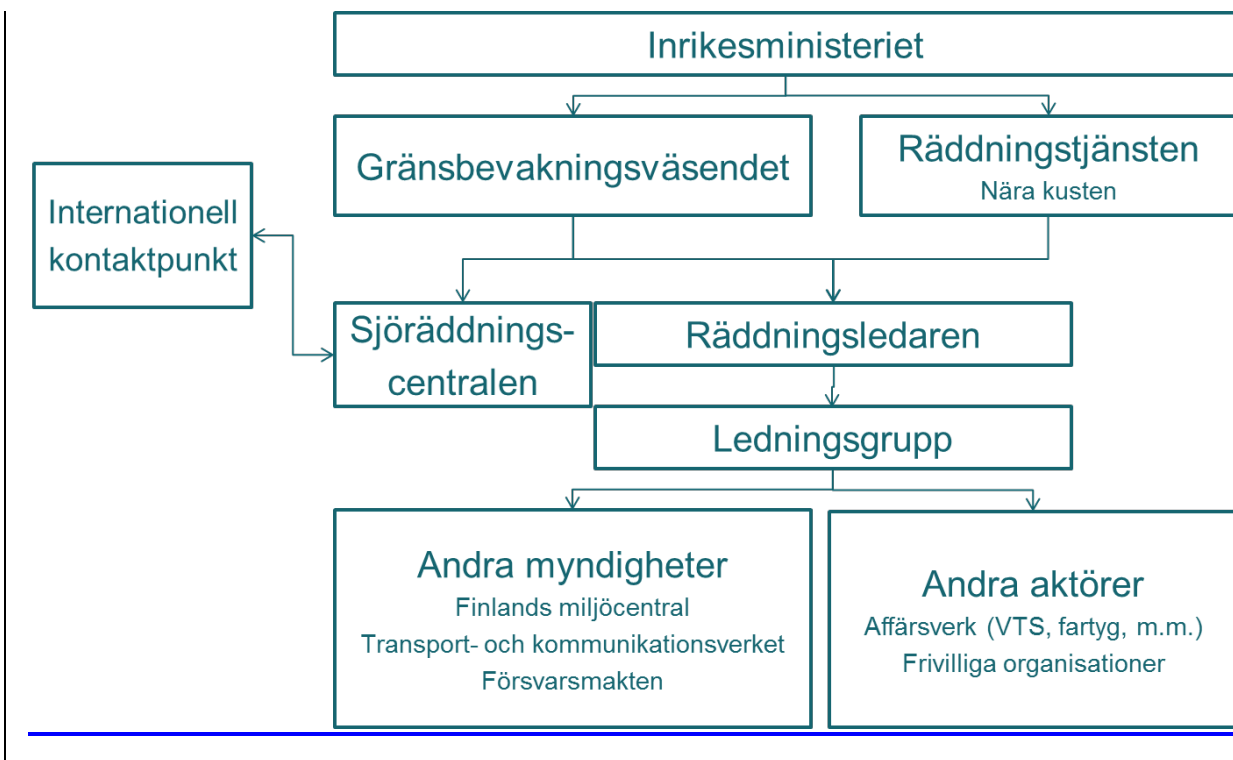 Inrikesministeriet
Gränsbevakningsväsendet
Räddningstjänsten
Nära kusten
Internationell
kontaktpunkt
Sjöräddnings-
centralen
Räddningsledaren
Ledningsgrupp
Andra myndigheter
Finlands miljöcentral
Transport- och kommunikationsverket
Försvarsmakten
Andra aktörer
Affärsverk (VTS, fartyg, m.m.)
Frivilliga organisationer